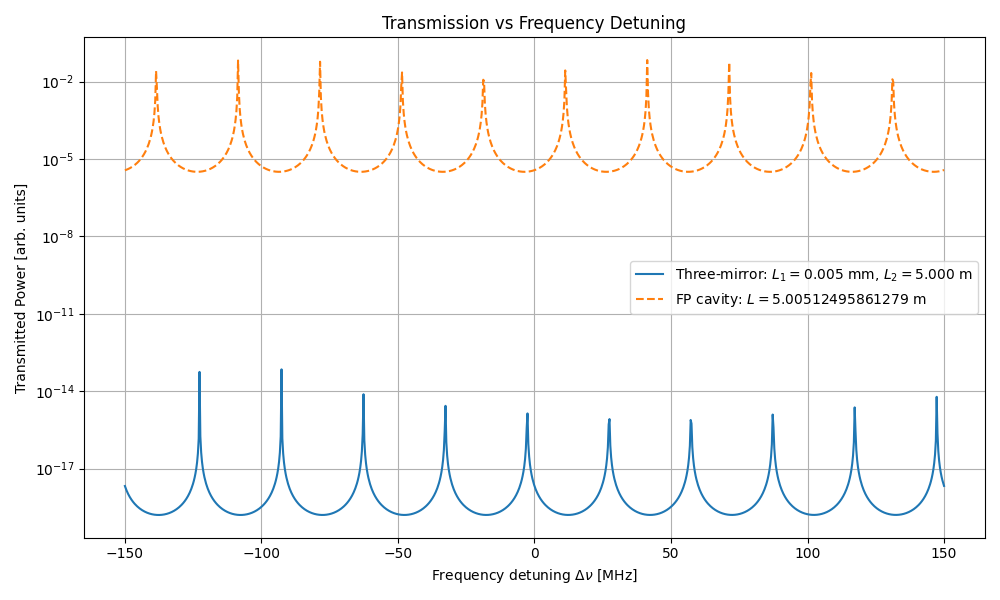 Transmission vs Frequency Detuning
Transmitted Power [arb. units]
10⁻²
10⁻⁵
10⁻⁸
10⁻¹¹
10⁻¹⁴
10⁻¹⁷
Three-mirror: L₁ = 0.005 mm, L₂ = 5.000 m
FP cavity: L = 5.00512495861279 m
−150 −100 −50 0 50 100 150
Frequency detuning Δν [MHz]